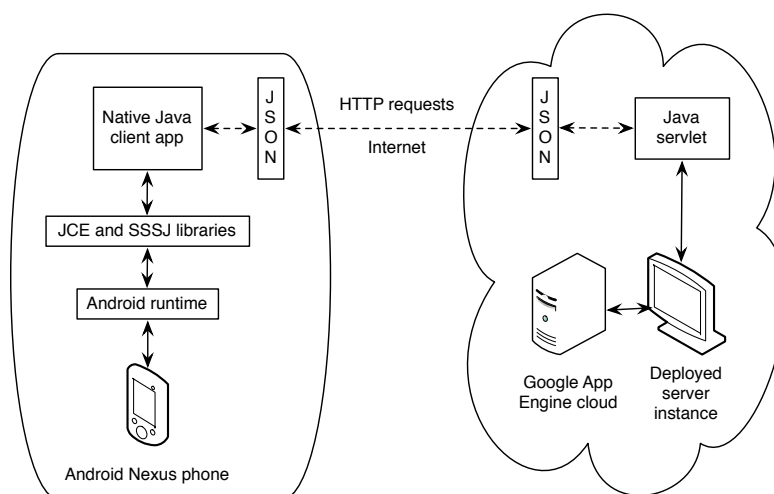 Native Java
client app
J
S
O
N
HTTP requests
Internet
J
S
O
N
Java
servlet
JCE and SSSJ libraries
Android runtime
Android Nexus phone
Google App
Engine cloud
Deployed
server
instance